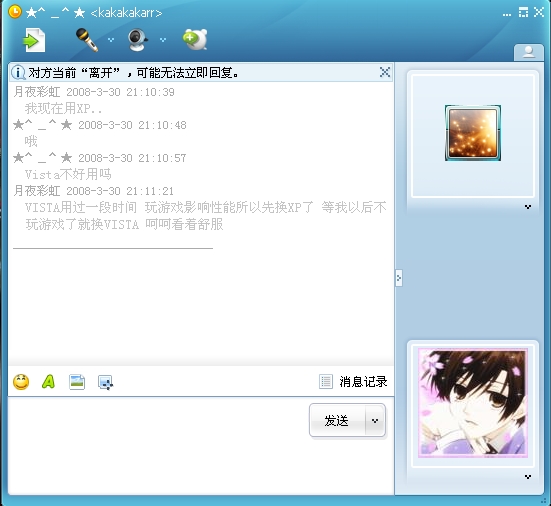 ★^ _ ^ ★ <kakakakarr>
对方当前“离开”，可能无法立即回复。
月夜彩虹 2008-3-30 21:10:39
我现在用XP..
★^ _ ^ ★ 2008-3-30 21:10:48
哦
★^ _ ^ ★ 2008-3-30 21:10:57
Vista不好用吗
月夜彩虹 2008-3-30 21:11:21
VISTA用过一段时间 玩游戏影响性能所以先换XP了 等我以后不
玩游戏了就换VISTA 呵呵看着舒服
消息记录
发送